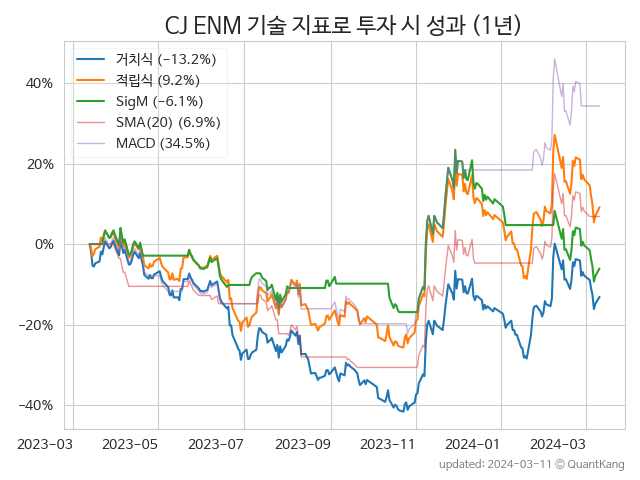 CJ ENM 기술 지표로 투자 시 성과 (1년)
거치식 (-13.2%)
적립식 (9.2%)
SigM (-6.1%)
SMA(20) (6.9%)
MACD (34.5%)
40%
20%
0%
-20%
-40%
2023-03 2023-05 2023-07 2023-09 2023-11 2024-01 2024-03
updated: 2024-03-11 © QuantKang